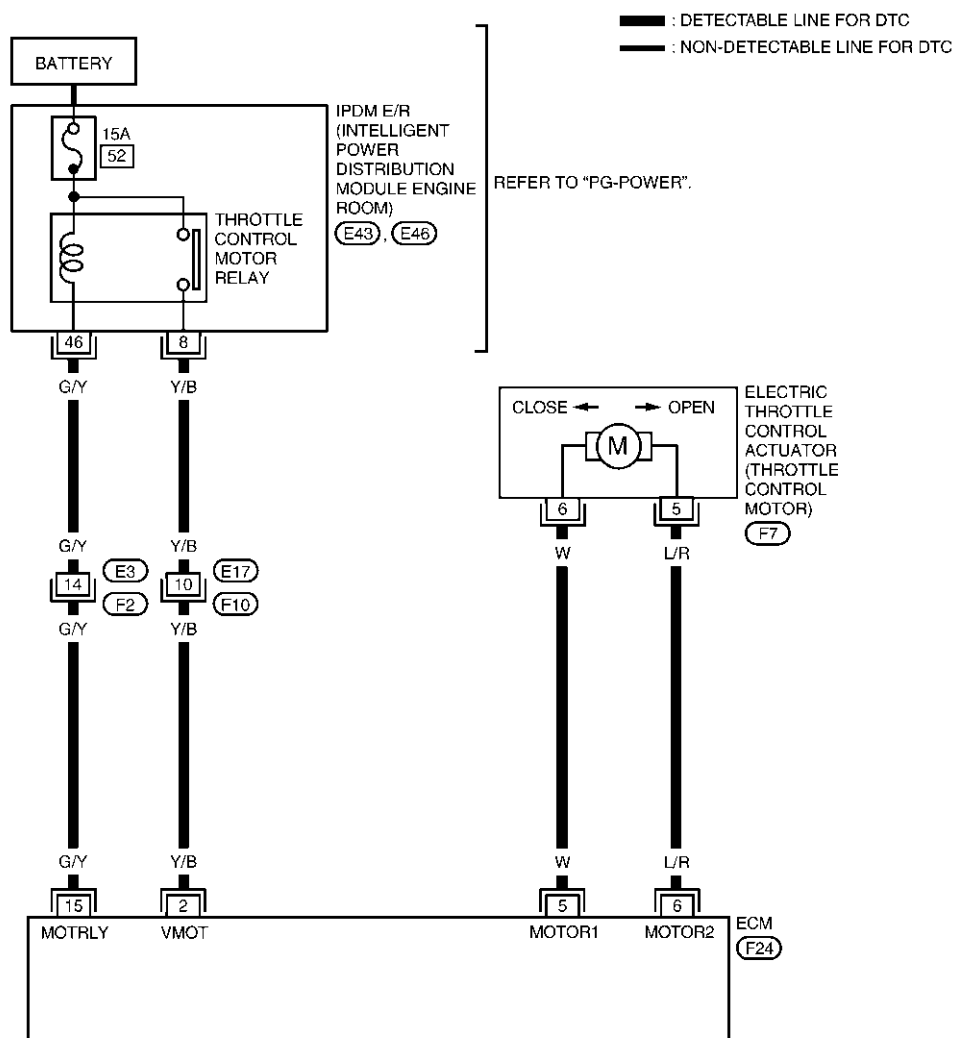 : DETECTABLE LINE FOR DTC
: NON-DETECTABLE LINE FOR DTC
BATTERY
15A
52
IPDM E/R
(INTELLIGENT
POWER
DISTRIBUTION
MODULE ENGINE
ROOM)
E43 , E46
REFER TO “PG-POWER”.
THROTTLE
CONTROL
MOTOR
RELAY
46 8
G/Y Y/B
CLOSE OPEN
M
ELECTRIC
THROTTLE
CONTROL
ACTUATOR
(THROTTLE
CONTROL
MOTOR)
F7
6 5
W L/R
G/Y Y/B
14 E3 10 E17
F2 F10
G/Y Y/B
G/Y Y/B W L/R
15 2 5 6
MOTRLY VMOT MOTOR1 MOTOR2
ECM
F24